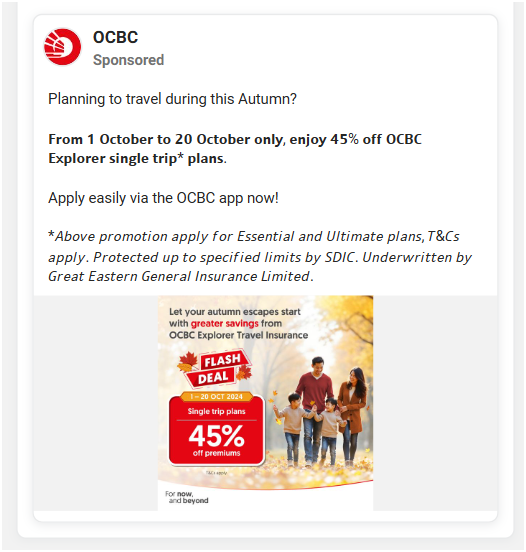 OCBC
Sponsored
Planning to travel during this Autumn?
From 1 October to 20 October only, enjoy 45% off OCBC
Explorer single trip* plans.
Apply easily via the OCBC app now!
*Above promotion apply for Essential and Ultimate plans,T&Cs
apply. Protected up to specified limits by SDIC. Underwritten by
Great Eastern General Insurance Limited.
Let your autumn escapes start
with greater savings from
OCBC Explorer Travel Insurance
FLASH
DEAL
1 – 20 OCT 2024
Single trip plans
45%
off premiums
T&Cs apply.
For now,
and beyond